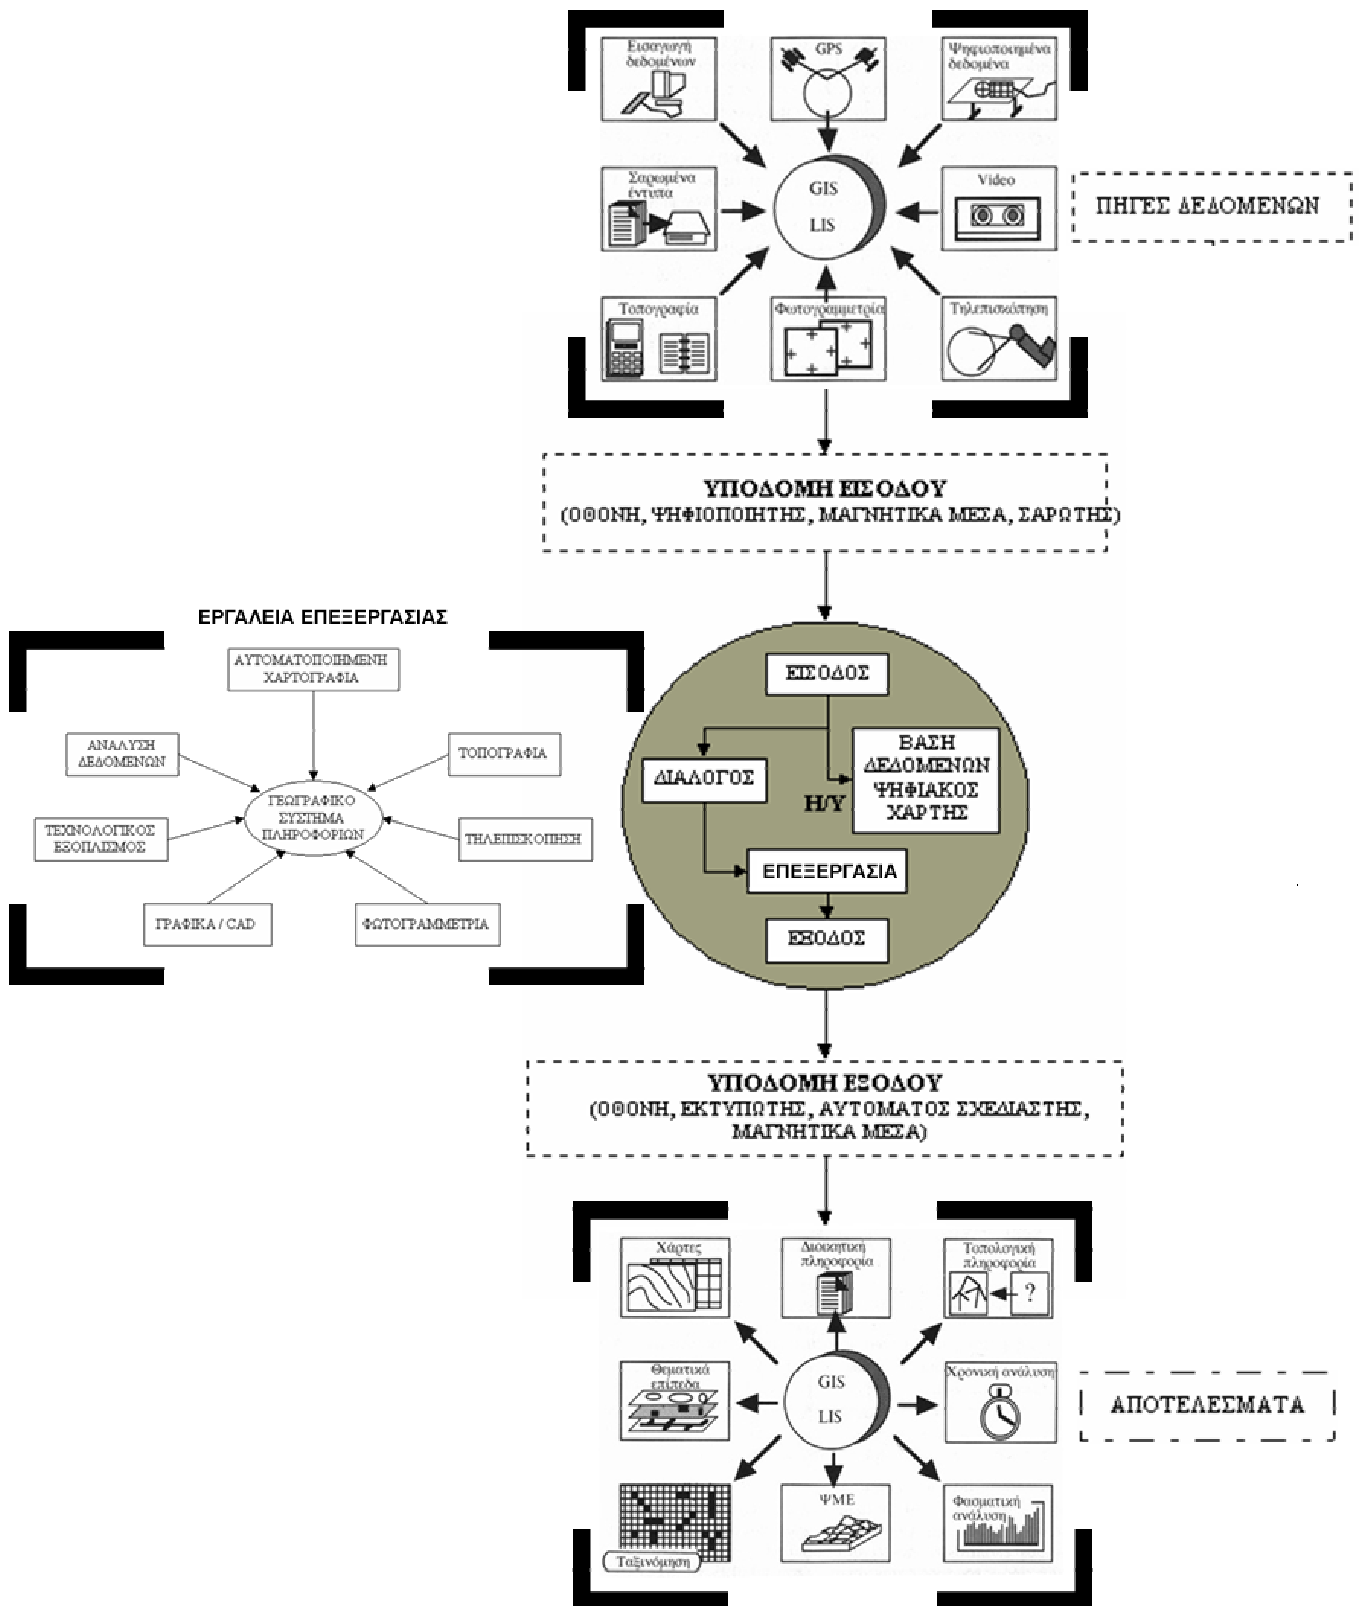 Εισαγωγή
δεδομένων
GPS
Ψηφιοποιημένα
δεδομένα
Σαρωμένα
έντυπα
GIS
LIS
Video
ΠΗΓΕΣ ΔΕΔΟΜΕΝΩΝ
Τοπογραφία
Φωτογραμμετρία
Τηλεπισκόπηση
ΥΠΟΔΟΜΗ ΕΙΣΟΔΟΥ
(ΟΘΟΝΗ, ΨΗΦΙΟΠΟΙΗΤΗΣ, ΜΑΓΝΗΤΙΚΑ ΜΕΣΑ, ΣΑΡΩΤΗΣ)
ΕΡΓΑΛΕΙΑ ΕΠΕΞΕΡΓΑΣΙΑΣ
ΑΥΤΟΜΑΤΟΠΟΙΗΜΕΝΗ
ΧΑΡΤΟΓΡΑΦΙΑ
ΑΝΑΛΥΣΗ
ΔΕΔΟΜΕΝΩΝ
ΤΟΠΟΓΡΑΦΙΑ
ΓΕΩΓΡΑΦΙΚΟ
ΣΥΣΤΗΜΑ
ΠΛΗΡΟΦΟΡΙΩΝ
ΤΕΧΝΟΛΟΓΙΚΟΣ
ΕΞΟΠΛΙΣΜΟΣ
ΤΗΛΕΠΙΣΚΟΠΗΣΗ
ΓΡΑΦΙΚΑ / CAD
ΦΩΤΟΓΡΑΜΜΕΤΡΙΑ
ΕΙΣΟΔΟΣ
ΔΙΑΛΟΓΟΣ
Η/Υ
ΒΑΣΗ
ΔΕΔΟΜΕΝΩΝ
ΨΗΦΙΑΚΟΣ
ΧΑΡΤΗΣ
ΕΠΕΞΕΡΓΑΣΙΑ
ΕΞΟΔΟΣ
ΥΠΟΔΟΜΗ ΕΞΟΔΟΥ
(ΟΘΟΝΗ, ΕΚΤΥΠΩΤΗΣ, ΑΥΤΟΜΑΤΟΣ ΣΧΕΔΙΑΣΤΗΣ,
ΜΑΓΝΗΤΙΚΑ ΜΕΣΑ)
Χάρτες
Διοικητική
πληροφορία
Τοπολογική
πληροφορία
?
Θεματικά
επίπεδα
GIS
LIS
Χρονική ανάλυση
ΑΠΟΤΕΛΕΣΜΑΤΑ
Ταξινόμηση
ΨΜΕ
Φασματική
ανάλυση